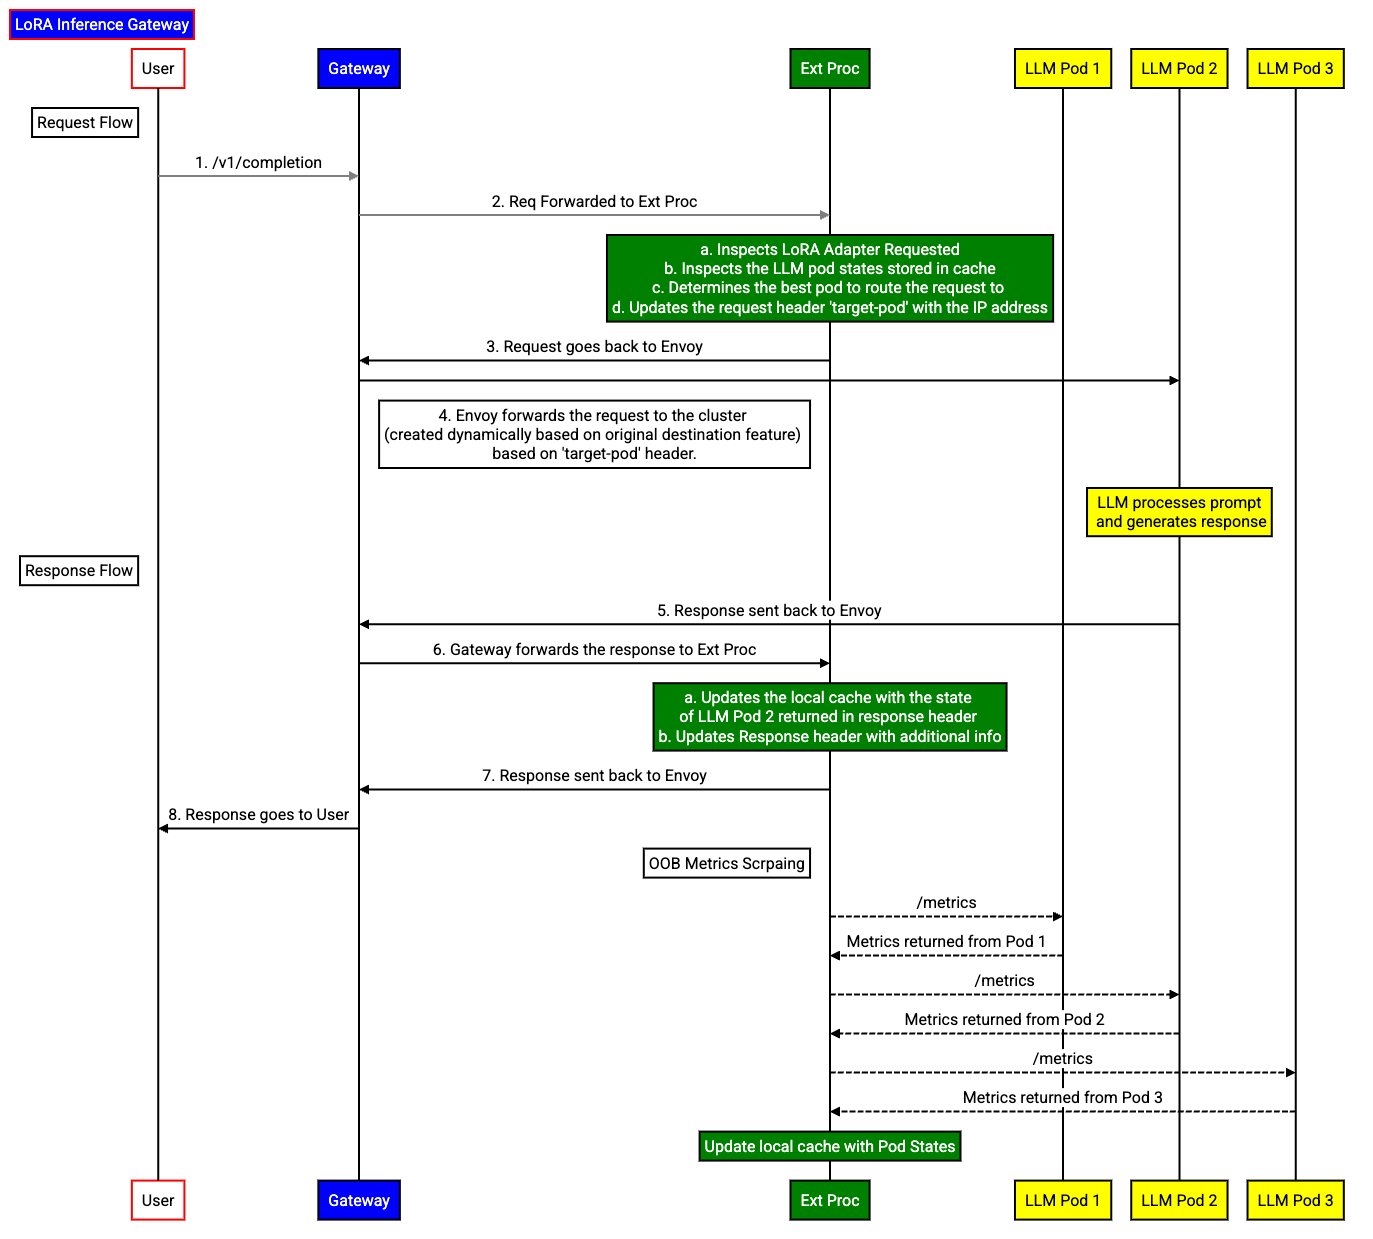 LoRA Inference Gateway
User
Gateway
Ext Proc
LLM Pod 1
LLM Pod 2
LLM Pod 3
Request Flow
1. /v1/completion
2. Req Forwarded to Ext Proc
a. Inspects LoRA Adapter Requested
b. Inspects the LLM pod states stored in cache
c. Determines the best pod to route the request to
d. Updates the request header 'target-pod' with the IP address
3. Request goes back to Envoy
4. Envoy forwards the request to the cluster
(created dynamically based on original destination feature)
based on 'target-pod' header.
LLM processes prompt
and generates response
Response Flow
5. Response sent back to Envoy
6. Gateway forwards the response to Ext Proc
a. Updates the local cache with the state
of LLM Pod 2 returned in response header
b. Updates Response header with additional info
7. Response sent back to Envoy
8. Response goes to User
OOB Metrics Scrpaing
/metrics
Metrics returned from Pod 1
/metrics
Metrics returned from Pod 2
/metrics
Metrics returned from Pod 3
Update local cache with Pod States
User
Gateway
Ext Proc
LLM Pod 1
LLM Pod 2
LLM Pod 3